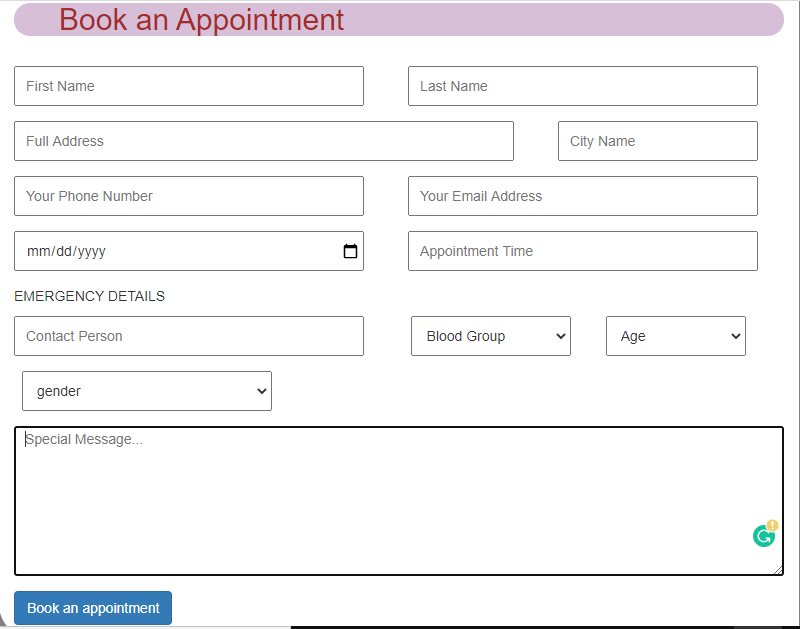 Book an Appointment
First Name Last Name
Full Address City Name
Your Phone Number Your Email Address
mm/dd/yyyy Appointment Time
EMERGENCY DETAILS
Contact Person Blood Group Age
gender
Special Message...
Book an appointment